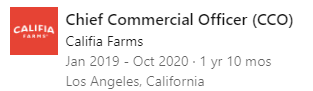 CALIFIA
FARMS
Chief Commercial Officer (CCO)
Califia Farms
Jan 2019 - Oct 2020 · 1 yr 10 mos
Los Angeles, California